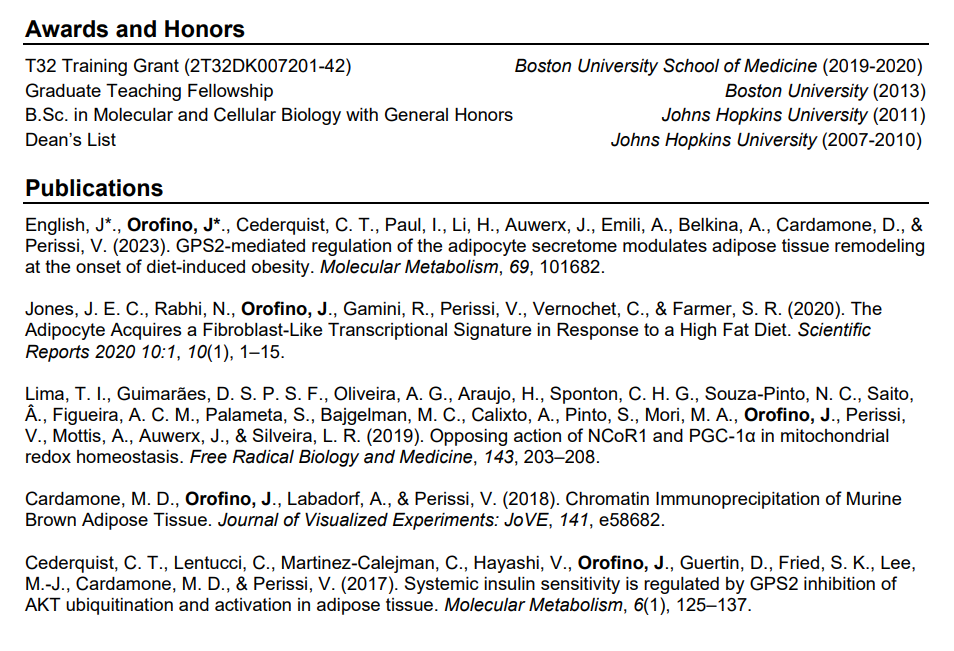 Awards and Honors
T32 Training Grant (2T32DK007201-42) Boston University School of Medicine (2019-2020)
Graduate Teaching Fellowship Boston University (2013)
B.Sc. in Molecular and Cellular Biology with General Honors Johns Hopkins University (2011)
Dean’s List Johns Hopkins University (2007-2010)
Publications
English, J*., Orofino, J*., Cederquist, C. T., Paul, I., Li, H., Auwerx, J., Emili, A., Belkina, A., Cardamone, D., &
Perissi, V. (2023). GPS2-mediated regulation of the adipocyte secretome modulates adipose tissue remodeling
at the onset of diet-induced obesity. Molecular Metabolism, 69, 101682.
Jones, J. E. C., Rabhi, N., Orofino, J., Gamini, R., Perissi, V., Vernochet, C., & Farmer, S. R. (2020). The
Adipocyte Acquires a Fibroblast-Like Transcriptional Signature in Response to a High Fat Diet. Scientific
Reports 2020 10:1, 10(1), 1–15.
Lima, T. I., Guimarães, D. S. P. S. F., Oliveira, A. G., Araujo, H., Sponton, C. H. G., Souza-Pinto, N. C., Saito,
Â., Figueira, A. C. M., Palameta, S., Bajgelman, M. C., Calixto, A., Pinto, S., Mori, M. A., Orofino, J., Perissi,
V., Mottis, A., Auwerx, J., & Silveira, L. R. (2019). Opposing action of NCoR1 and PGC-1α in mitochondrial
redox homeostasis. Free Radical Biology and Medicine, 143, 203–208.
Cardamone, M. D., Orofino, J., Labadorf, A., & Perissi, V. (2018). Chromatin Immunoprecipitation of Murine
Brown Adipose Tissue. Journal of Visualized Experiments: JoVE, 141, e58682.
Cederquist, C. T., Lentucci, C., Martinez-Calejman, C., Hayashi, V., Orofino, J., Guertin, D., Fried, S. K., Lee,
M.-J., Cardamone, M. D., & Perissi, V. (2017). Systemic insulin sensitivity is regulated by GPS2 inhibition of
AKT ubiquitination and activation in adipose tissue. Molecular Metabolism, 6(1), 125–137.